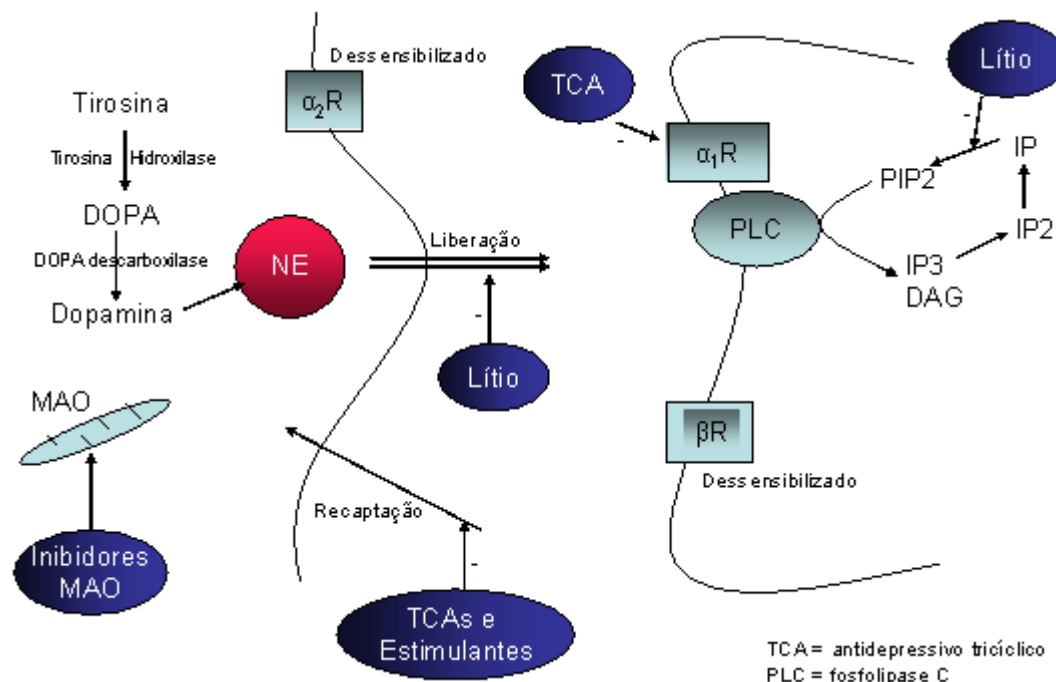 Dessensibilizado
α2R
Tirosina
Tirosina Hidroxilase
DOPA
DOPA descarboxilase
Dopamina
NE
Liberação
-
Lítio
MAO
Inibidores
MAO
Recaptação
-
TCAs e
Estimulantes
TCA
-
α1R
PLC
Lítio
-
IP
PIP2
IP2
IP3
DAG
βR
Dessensibilizado
TCA = antidepressivo tricíclico
PLC = fosfolipase C